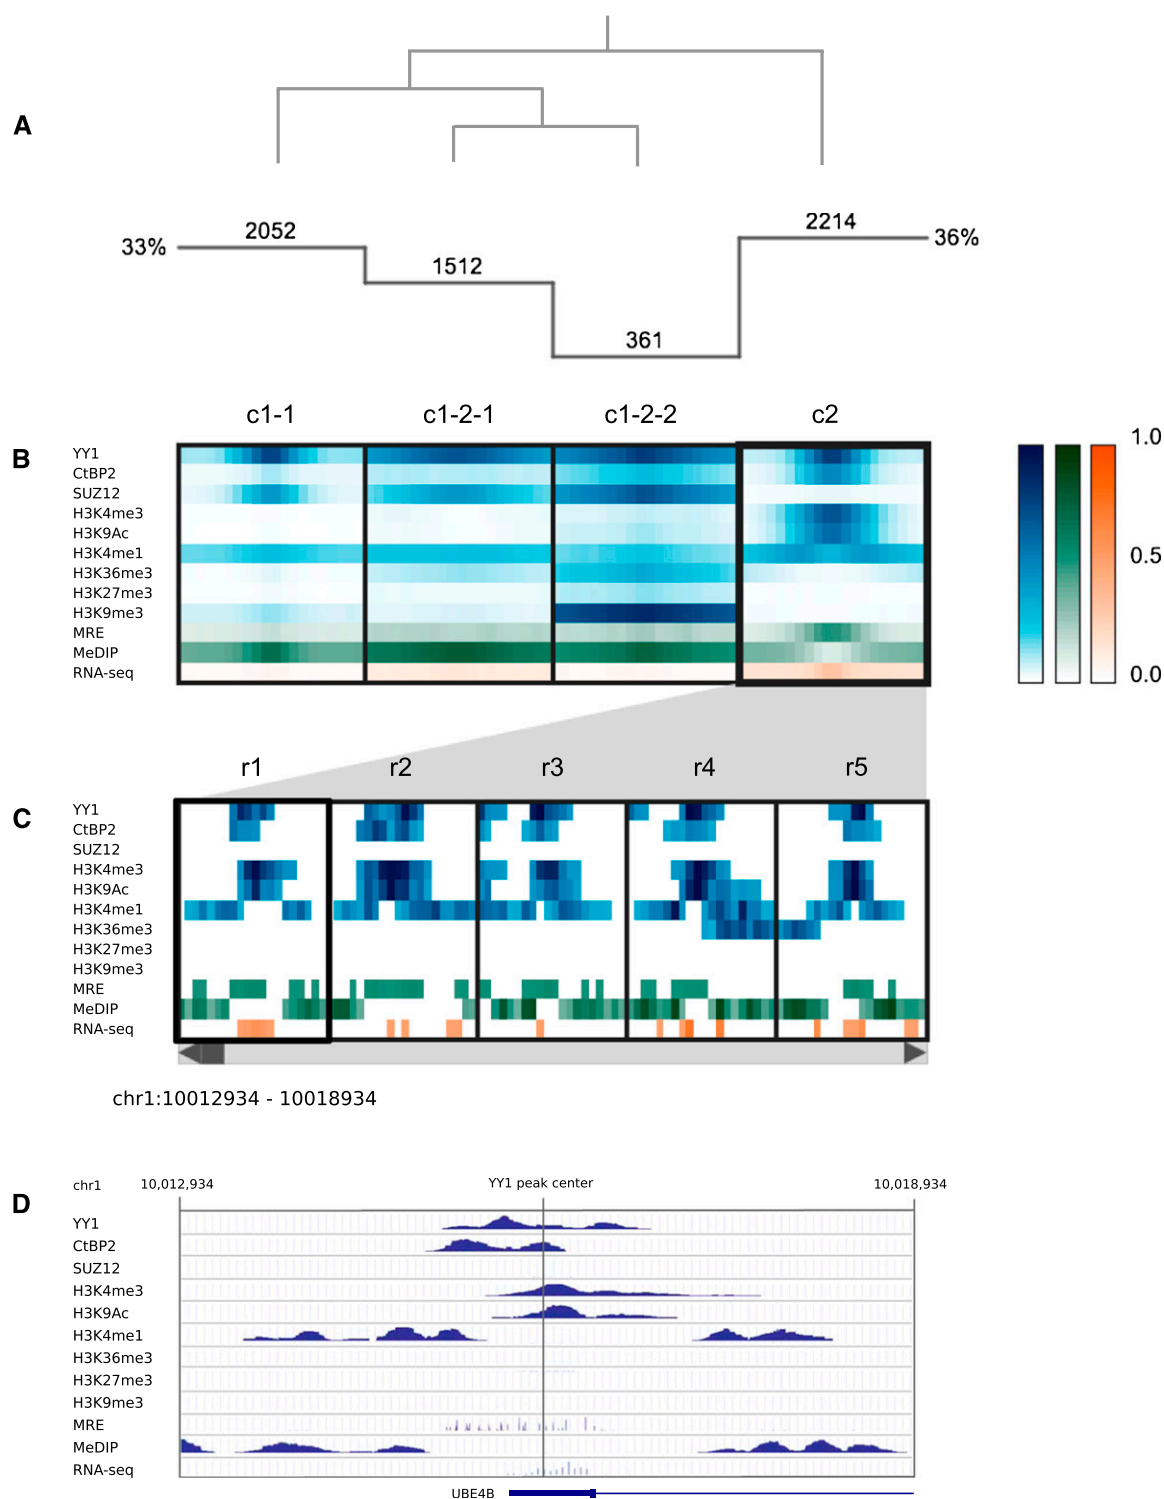 A
33%
2052
1512
361
2214
36%
c1-1
c1-2-1
c1-2-2
c2
B
YY1
CtBP2
SUZ12
H3K4me3
H3K9Ac
H3K4me1
H3K36me3
H3K27me3
H3K9me3
MRE
MeDIP
RNA-seq
1.0
0.5
0.0
r1
r2
r3
r4
r5
C
YY1
CtBP2
SUZ12
H3K4me3
H3K9Ac
H3K4me1
H3K36me3
H3K27me3
H3K9me3
MRE
MeDIP
RNA-seq
chr1:10012934 - 10018934
D
chr1
10,012,934
YY1 peak center
10,018,934
YY1
CtBP2
SUZ12
H3K4me3
H3K9Ac
H3K4me1
H3K36me3
H3K27me3
H3K9me3
MRE
MeDIP
RNA-seq
UBE4B